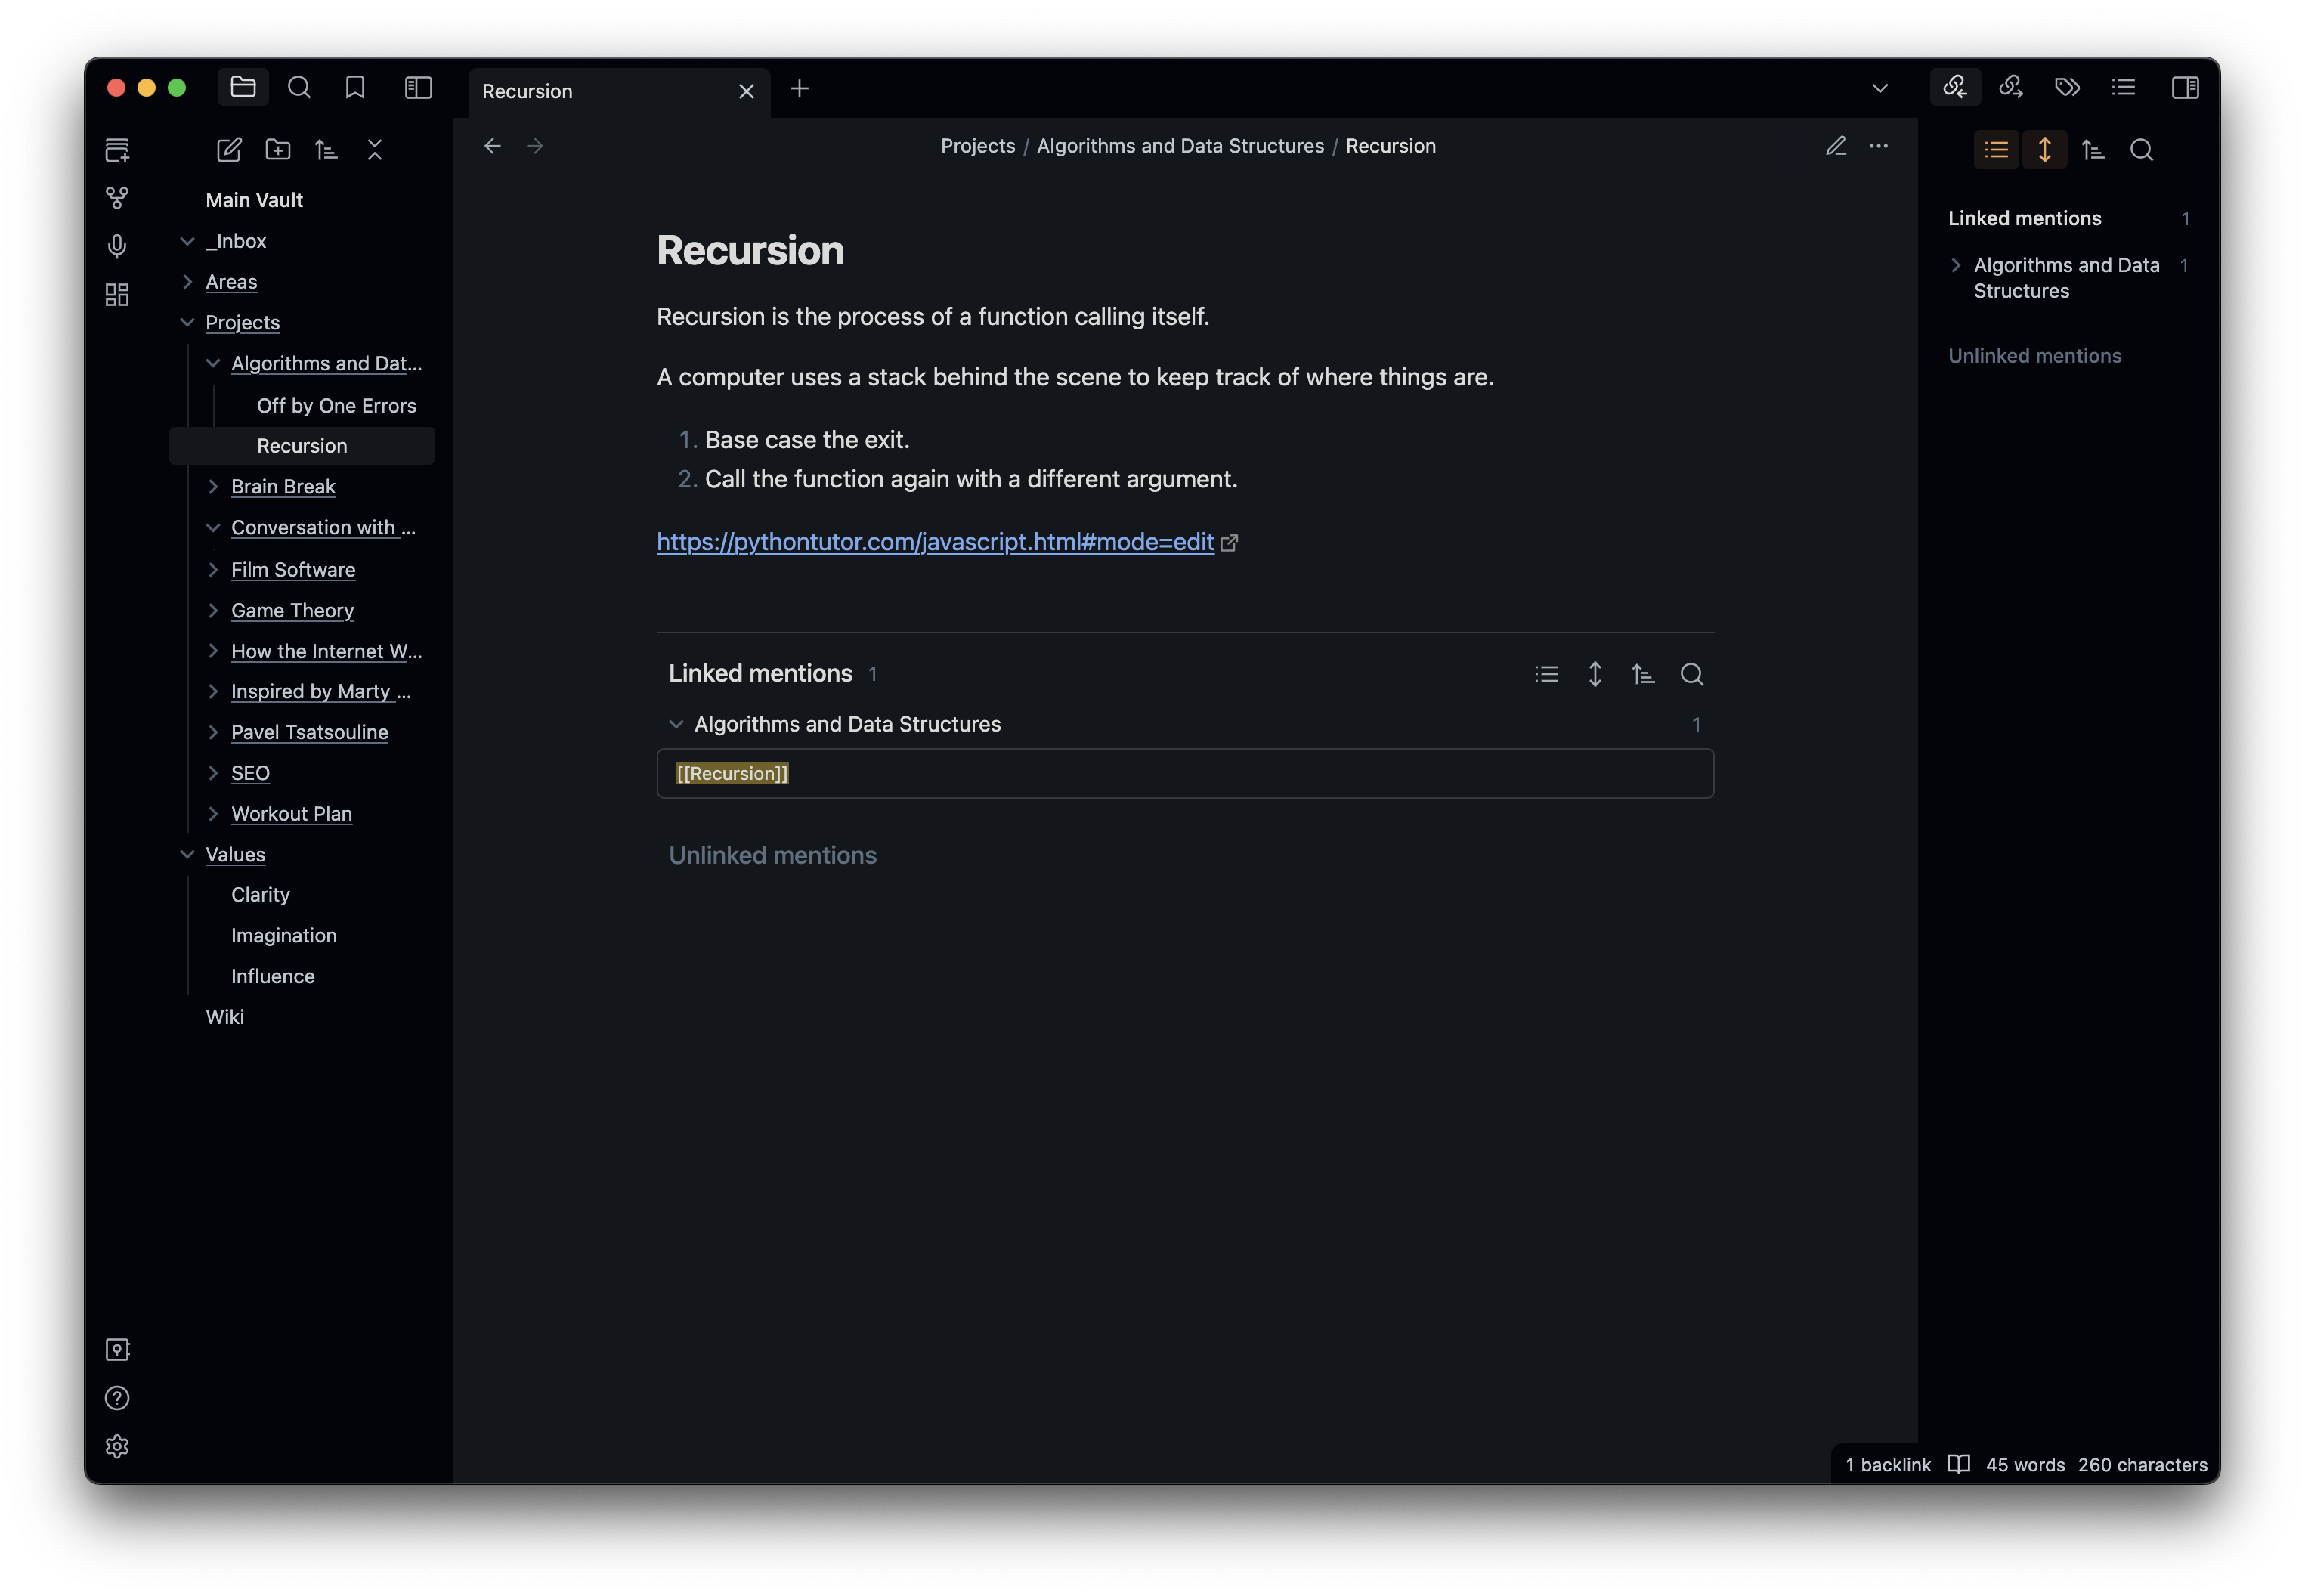 Recursion
Main Vault
_Inbox
Areas
Projects
Algorithms and Dat...
Off by One Errors
Recursion
Brain Break
Conversation with ...
Film Software
Game Theory
How the Internet W...
Inspired by Marty ...
Pavel Tsatsouline
SEO
Workout Plan
Values
Clarity
Imagination
Influence
Wiki
Projects / Algorithms and Data Structures / Recursion
Recursion
Recursion is the process of a function calling itself.
A computer uses a stack behind the scene to keep track of where things are.
1. Base case the exit.
2. Call the function again with a different argument.
https://pythontutor.com/javascript.html#mode=edit
Linked mentions 1
Algorithms and Data Structures 1
[[Recursion]]
Unlinked mentions
Linked mentions 1
Algorithms and Data 1
Structures
Unlinked mentions
1 backlink 45 words 260 characters